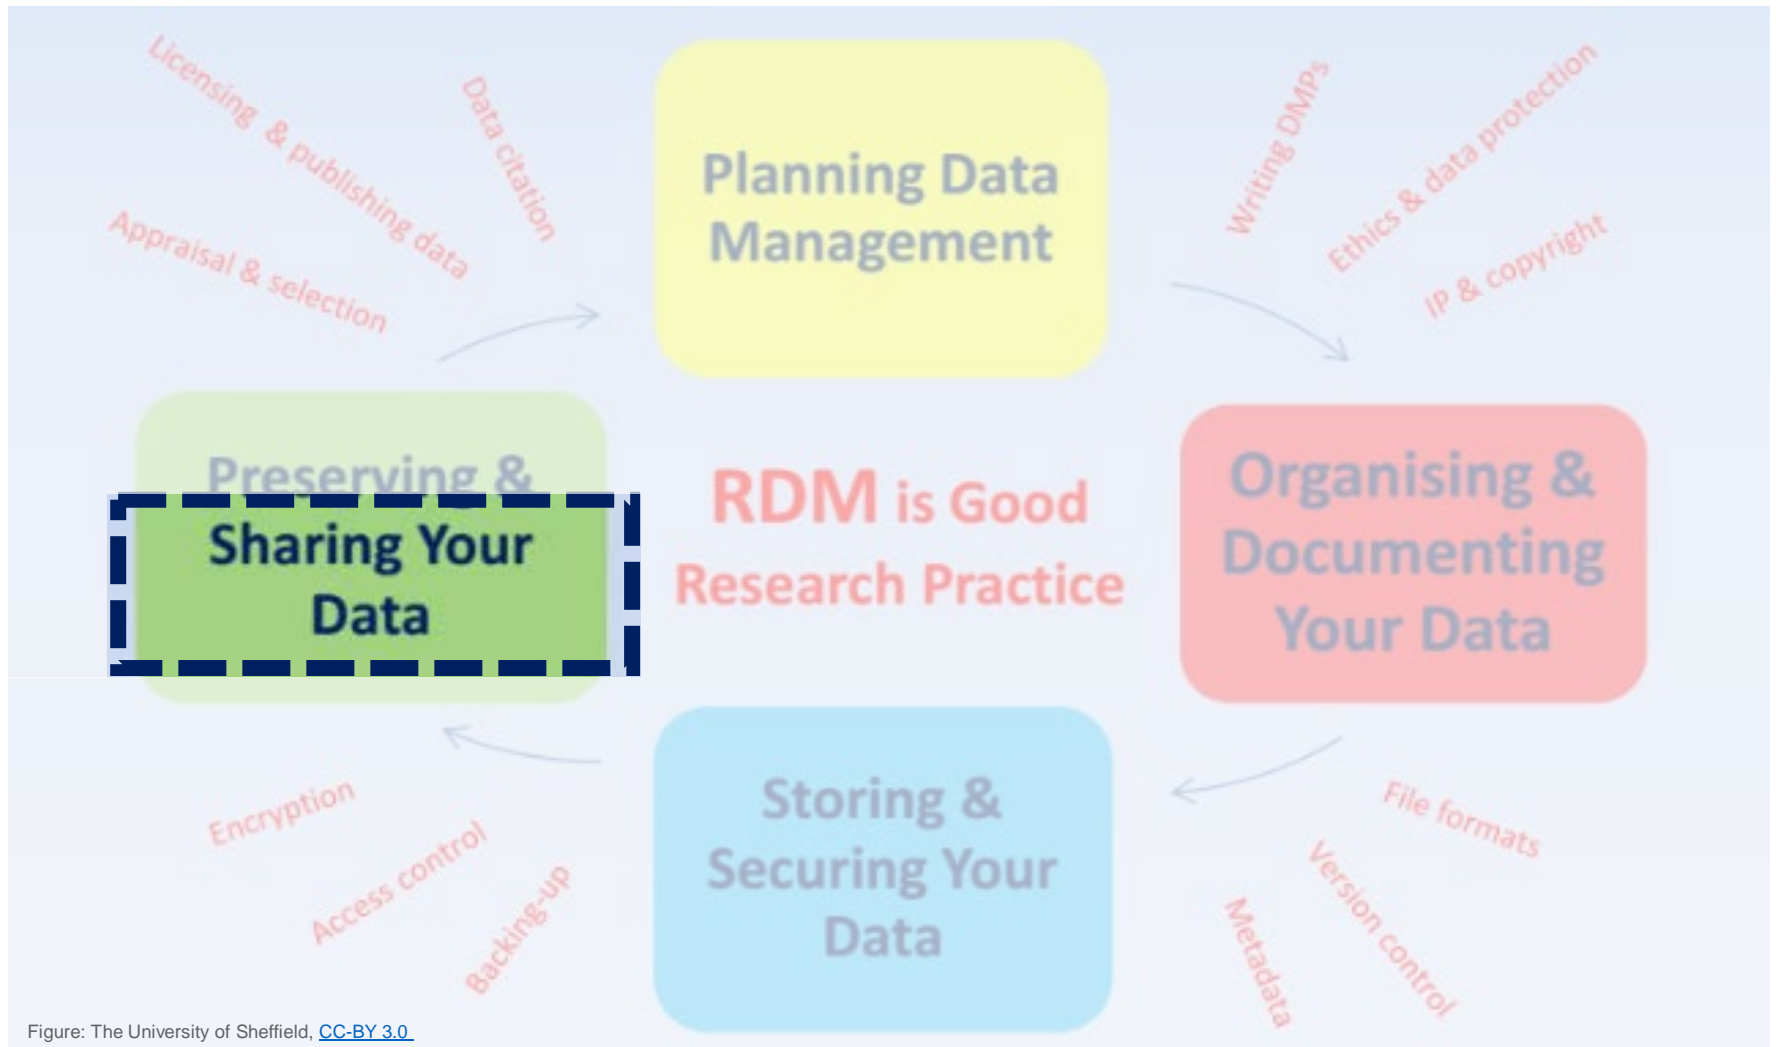 Licensing & publishing data
Data citation
Appraisal & selection
Planning Data
Management
Writing DMPs
Ethics & data protection
IP & copyright
Preserving &
Sharing Your
Data
RDM is Good
Research Practice
Organising &
Documenting
Your Data
Encryption
Access control
Backing-up
Storing &
Securing Your
Data
File formats
Version control
Metadata
Figure: The University of Sheffield, CC-BY 3.0